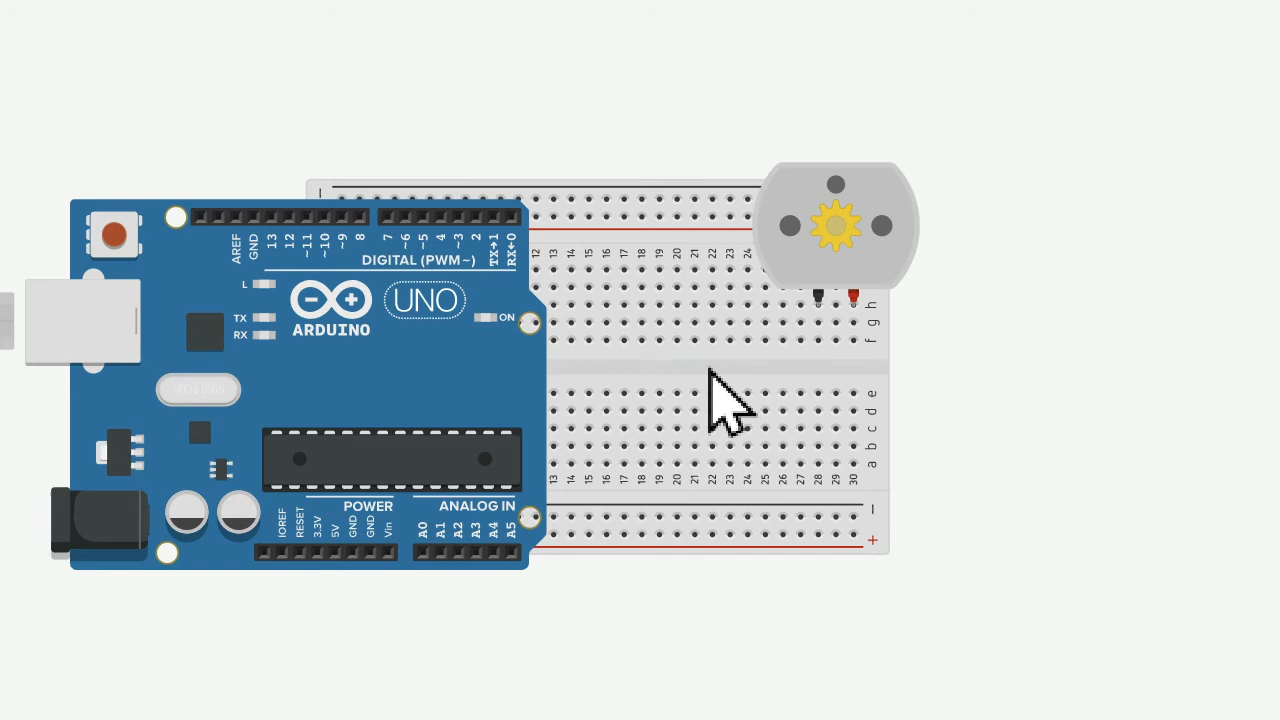 AREF
GND
13
12
~11
~10
~9
8
7
~6
~5
4
~3
2
TX→1
RX←0
DIGITAL (PWM~)
L
TX
RX
ARDUINO
UNO
ON
POWER
ANALOG IN
IOREF
RESET
3.3V
5V
GND
GND
Vin
A0
A1
A2
A3
A4
A5
12 13 14 15 16 17 18 19 20 21 22 23 24
h
g
f
e
d
c
b
a
13 14 15 16 17 18 19 20 21 22 23 24 25 26 27 28 29 30